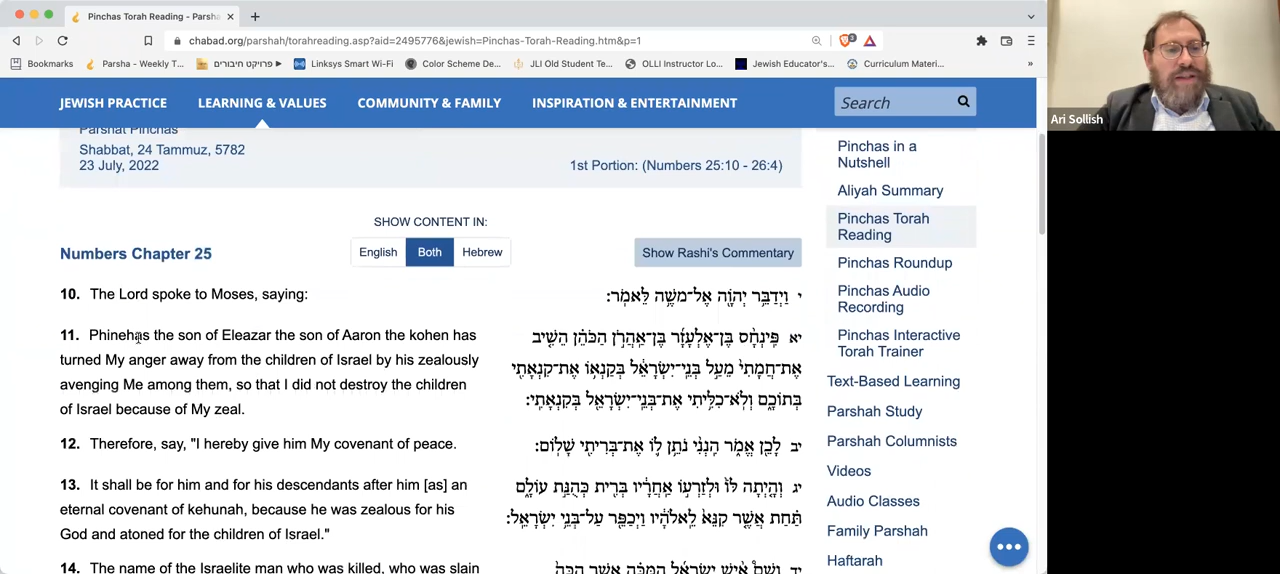 Pinchas Torah Reading - Parsha
chabad.org/parshah/torahreading.asp?aid=2495776&jewish=Pinchas-Torah-Reading.htm&p=1
3
Bookmarks
Parsha - Weekly T...
פרויקט חיבורים
Linksys Smart Wi-Fi
Color Scheme De...
JLI Old Student Te...
OLLI Instructor Lo...
Jewish Educator's...
Curriculum Materi...
»
JEWISH PRACTICE
LEARNING & VALUES
COMMUNITY & FAMILY
INSPIRATION & ENTERTAINMENT
Search
Ari Sollish
Parshat Pinchas
Shabbat, 24 Tammuz, 5782
23 July, 2022
1st Portion: (Numbers 25:10 - 26:4)
SHOW CONTENT IN:
English
Both
Hebrew
Numbers Chapter 25
Show Rashi's Commentary
10. The Lord spoke to Moses, saying:
י וַיְדַבֵּ֥ר יְהֹוָ֖ה אֶל־משֶׁ֥ה לֵּאמֹֽר:
11. Phinehas the son of Eleazar the son of Aaron the kohen has
turned My anger away from the children of Israel by his zealously
avenging Me among them, so that I did not destroy the children
of Israel because of My zeal.
יא פִּֽינְחָ֨ס בֶּן־אֶלְעָזָ֜ר בֶּן־אַֽהֲרֹ֣ן הַכֹּהֵ֗ן הֵשִׁ֤יב
אֶת־חֲמָתִי֙ מֵעַ֣ל בְּנֵֽי־יִשְׂרָאֵ֔ל בְּקַנְא֥וֹ אֶת־קִנְאָתִ֖י
בְּתוֹכָ֑ם וְלֹֽא־כִלִּ֥יתִי אֶת־בְּנֵֽי־יִשְׂרָאֵ֖ל בְּקִנְאָתִֽי:
12. Therefore, say, "I hereby give him My covenant of peace.
יב לָכֵ֖ן אֱמֹ֑ר הִֽנְנִ֨י נֹתֵ֥ן ל֛וֹ אֶת־בְּרִיתִ֖י שָׁלֽוֹם:
13. It shall be for him and for his descendants after him [as] an
eternal covenant of kehunah, because he was zealous for his
God and atoned for the children of Israel."
יג וְהָ֤יְתָה לּוֹ֙ וּלְזַרְע֣וֹ אַֽחֲרָ֔יו בְּרִ֖ית כְּהֻנַּ֣ת עוֹלָ֑ם
תַּ֗חַת אֲשֶׁ֤ר קִנֵּא֙ לֵֽאלֹהָ֔יו וַיְכַפֵּ֖ר עַל־בְּנֵ֥י יִשְׂרָאֵֽל:
14. The name of the Israelite man who was killed, who was slain
יד וְשֵׁם֩ אִ֨ישׁ יִשְׂרָאֵ֜ל הַמֻּכֶּ֗ה אֲשֶׁ֤ר הֻכָּה֙
Pinchas in a
Nutshell
Aliyah Summary
Pinchas Torah
Reading
Pinchas Roundup
Pinchas Audio
Recording
Pinchas Interactive
Torah Trainer
Text-Based Learning
Parshah Study
Parshah Columnists
Videos
Audio Classes
Family Parshah
Haftarah